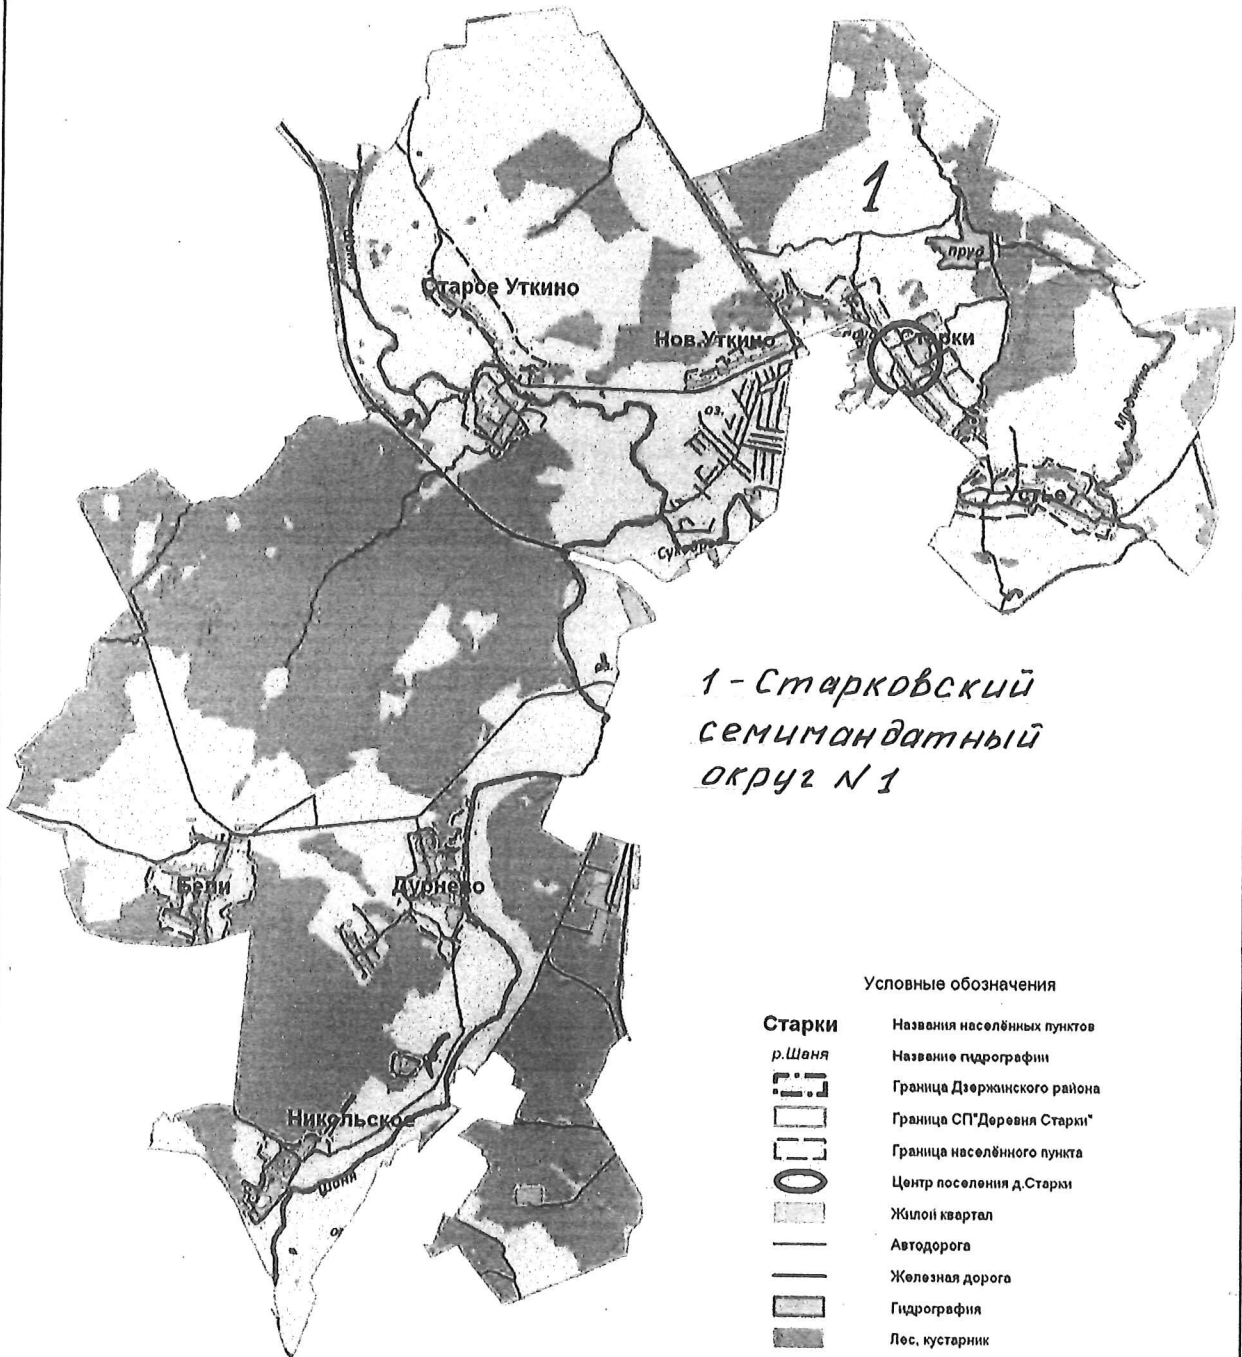 1
пруд
Старое Уткино
Нов.Уткино
Старки
оз.
Устье
Бели
Дурнево
Никольское
Шаня
1 - Старковский
семимандатный
округ N 1
Условные обозначения
Старки Названия населённых пунктов
р.Шаня Название гидрографии
Граница Дзержинского района
Граница СП"Деревня Старки"
Граница населённого пункта
Центр поселения д.Старки
Жилой квартал
Автодорога
Железная дорога
Гидрография
Лес, кустарник